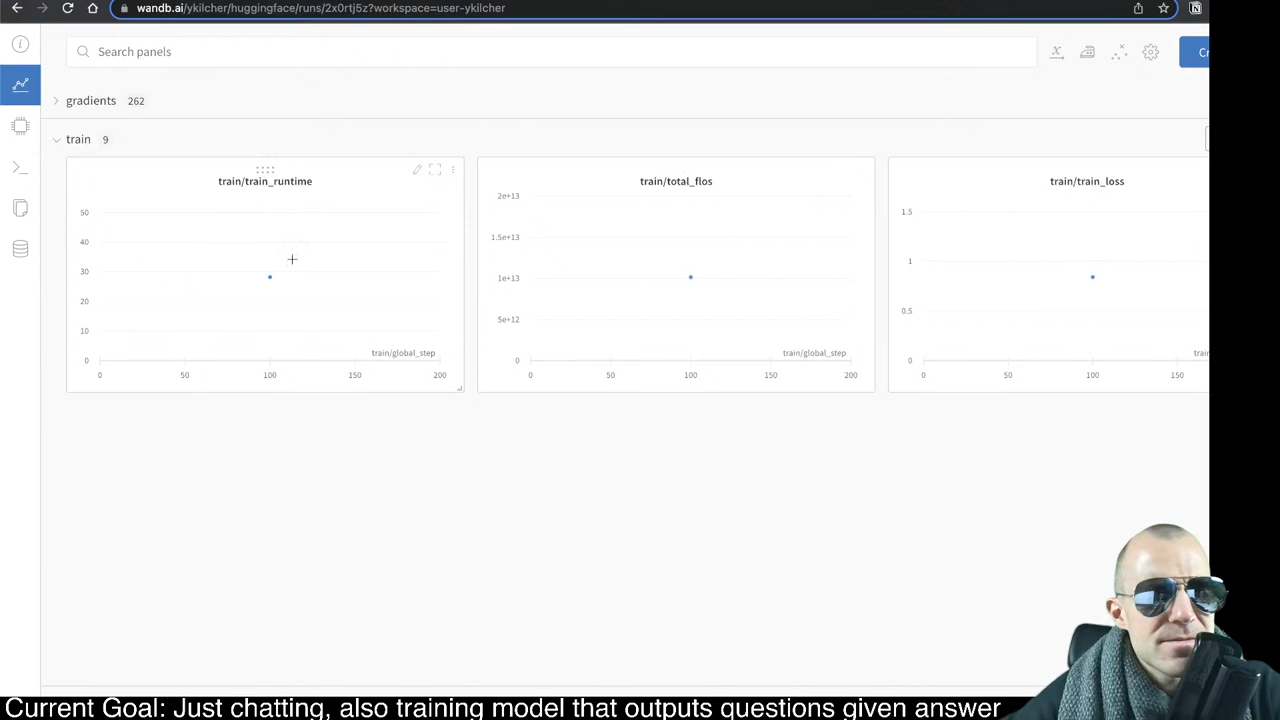 wandb.ai/ykilcher/huggingface/runs/2x0rtj5z?workspace=user-ykilcher
Search panels
Cr
gradients 262
train 9
train/train_runtime
50
40
30
20
10
0
train/global_step
0 50 100 150 200
train/total_flos
2e+13
1.5e+13
1e+13
5e+12
0
train/global_step
0 50 100 150 200
train/train_loss
1.5
1
0.5
0
train
0 50 100 150
Current Goal: Just chatting, also training model that outputs questions given answer